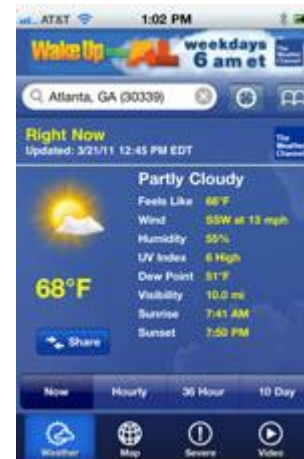 AT&T 1:02 PM
Wake Up with AL weekdays 6 am et
Atlanta, GA (30339)
Right Now
Updated: 3/21/11 12:45 PM EDT
The Weather Channel
Partly Cloudy
Feels Like 68°F
Wind SSW at 13 mph
Humidity 55%
UV Index 6 High
Dew Point 51°F
Visibility 10.0 mi
Sunrise 7:41 AM
Sunset 7:50 PM
68°F
Share
Now Hourly 36 Hour 10 Day
Weather Map Severe Video